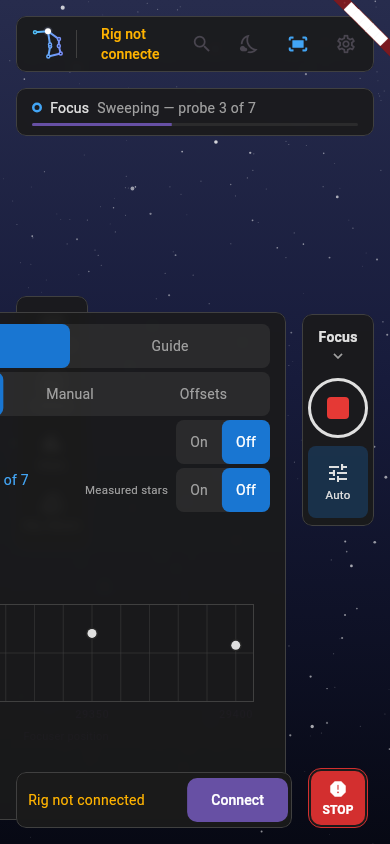 Rig not
connecte
Focus Sweeping — probe 3 of 7
Guide
Manual Offsets
On Off
of 7
Measured stars On Off
Focus
Auto
Rig not connected
Connect
STOP